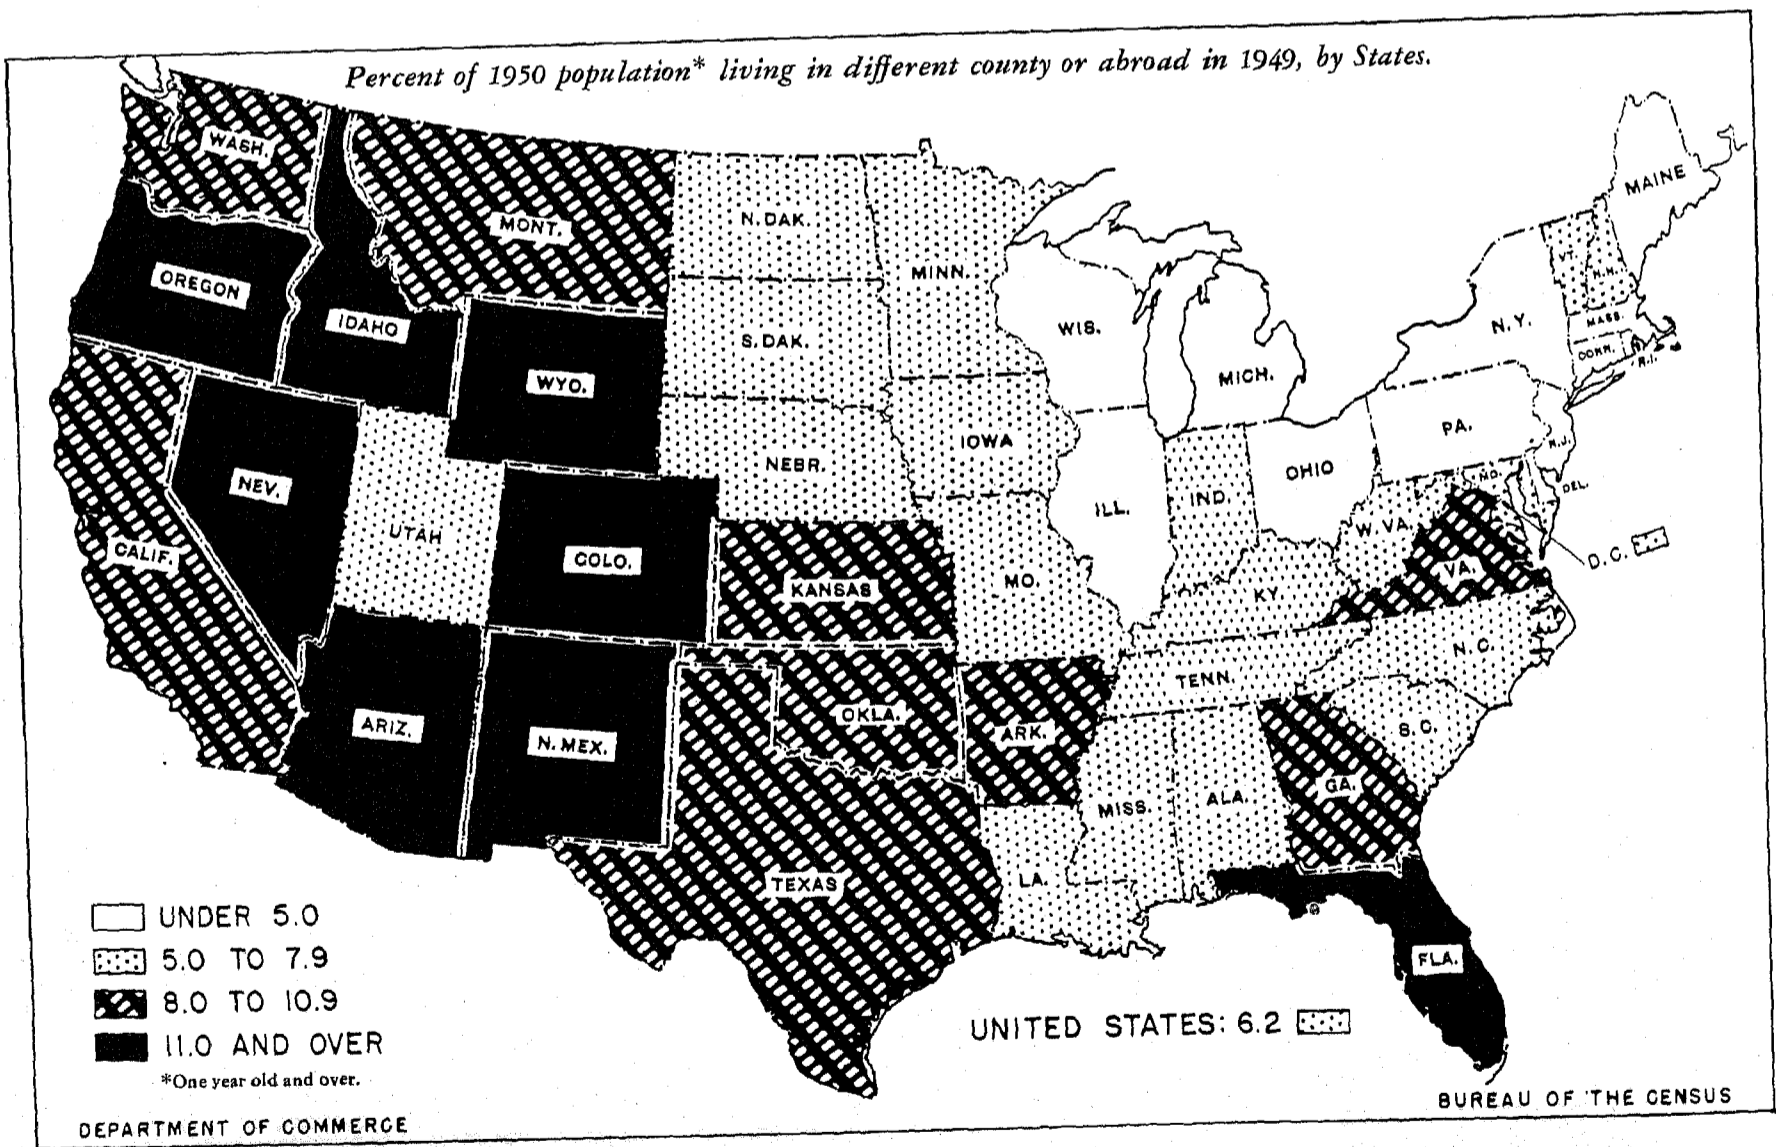 Percent of 1950 population* living in different county or abroad in 1949, by States.
WASH.
MONT.
N. DAK.
MINN.
MAINE
VT.
N.H.
OREGON
IDAHO
S. DAK.
WIS.
MICH.
N.Y.
MASS.
CONN.
R.I.
WYO.
NEV.
NEBR.
IOWA
ILL.
IND.
OHIO
PA.
N.J.
MD.
DEL.
CALIF.
UTAH
COLO.
KANSAS
MO.
KY
W. VA.
VA.
D.C.
ARIZ.
N. MEX.
OKLA.
ARK.
TENN.
N.C.
S.C.
TEXAS
LA.
MISS.
ALA.
GA.
FLA.
UNDER 5.0
5.0 TO 7.9
8.0 TO 10.9
11.0 AND OVER
*One year old and over.
UNITED STATES: 6.2
DEPARTMENT OF COMMERCE
BUREAU OF THE CENSUS